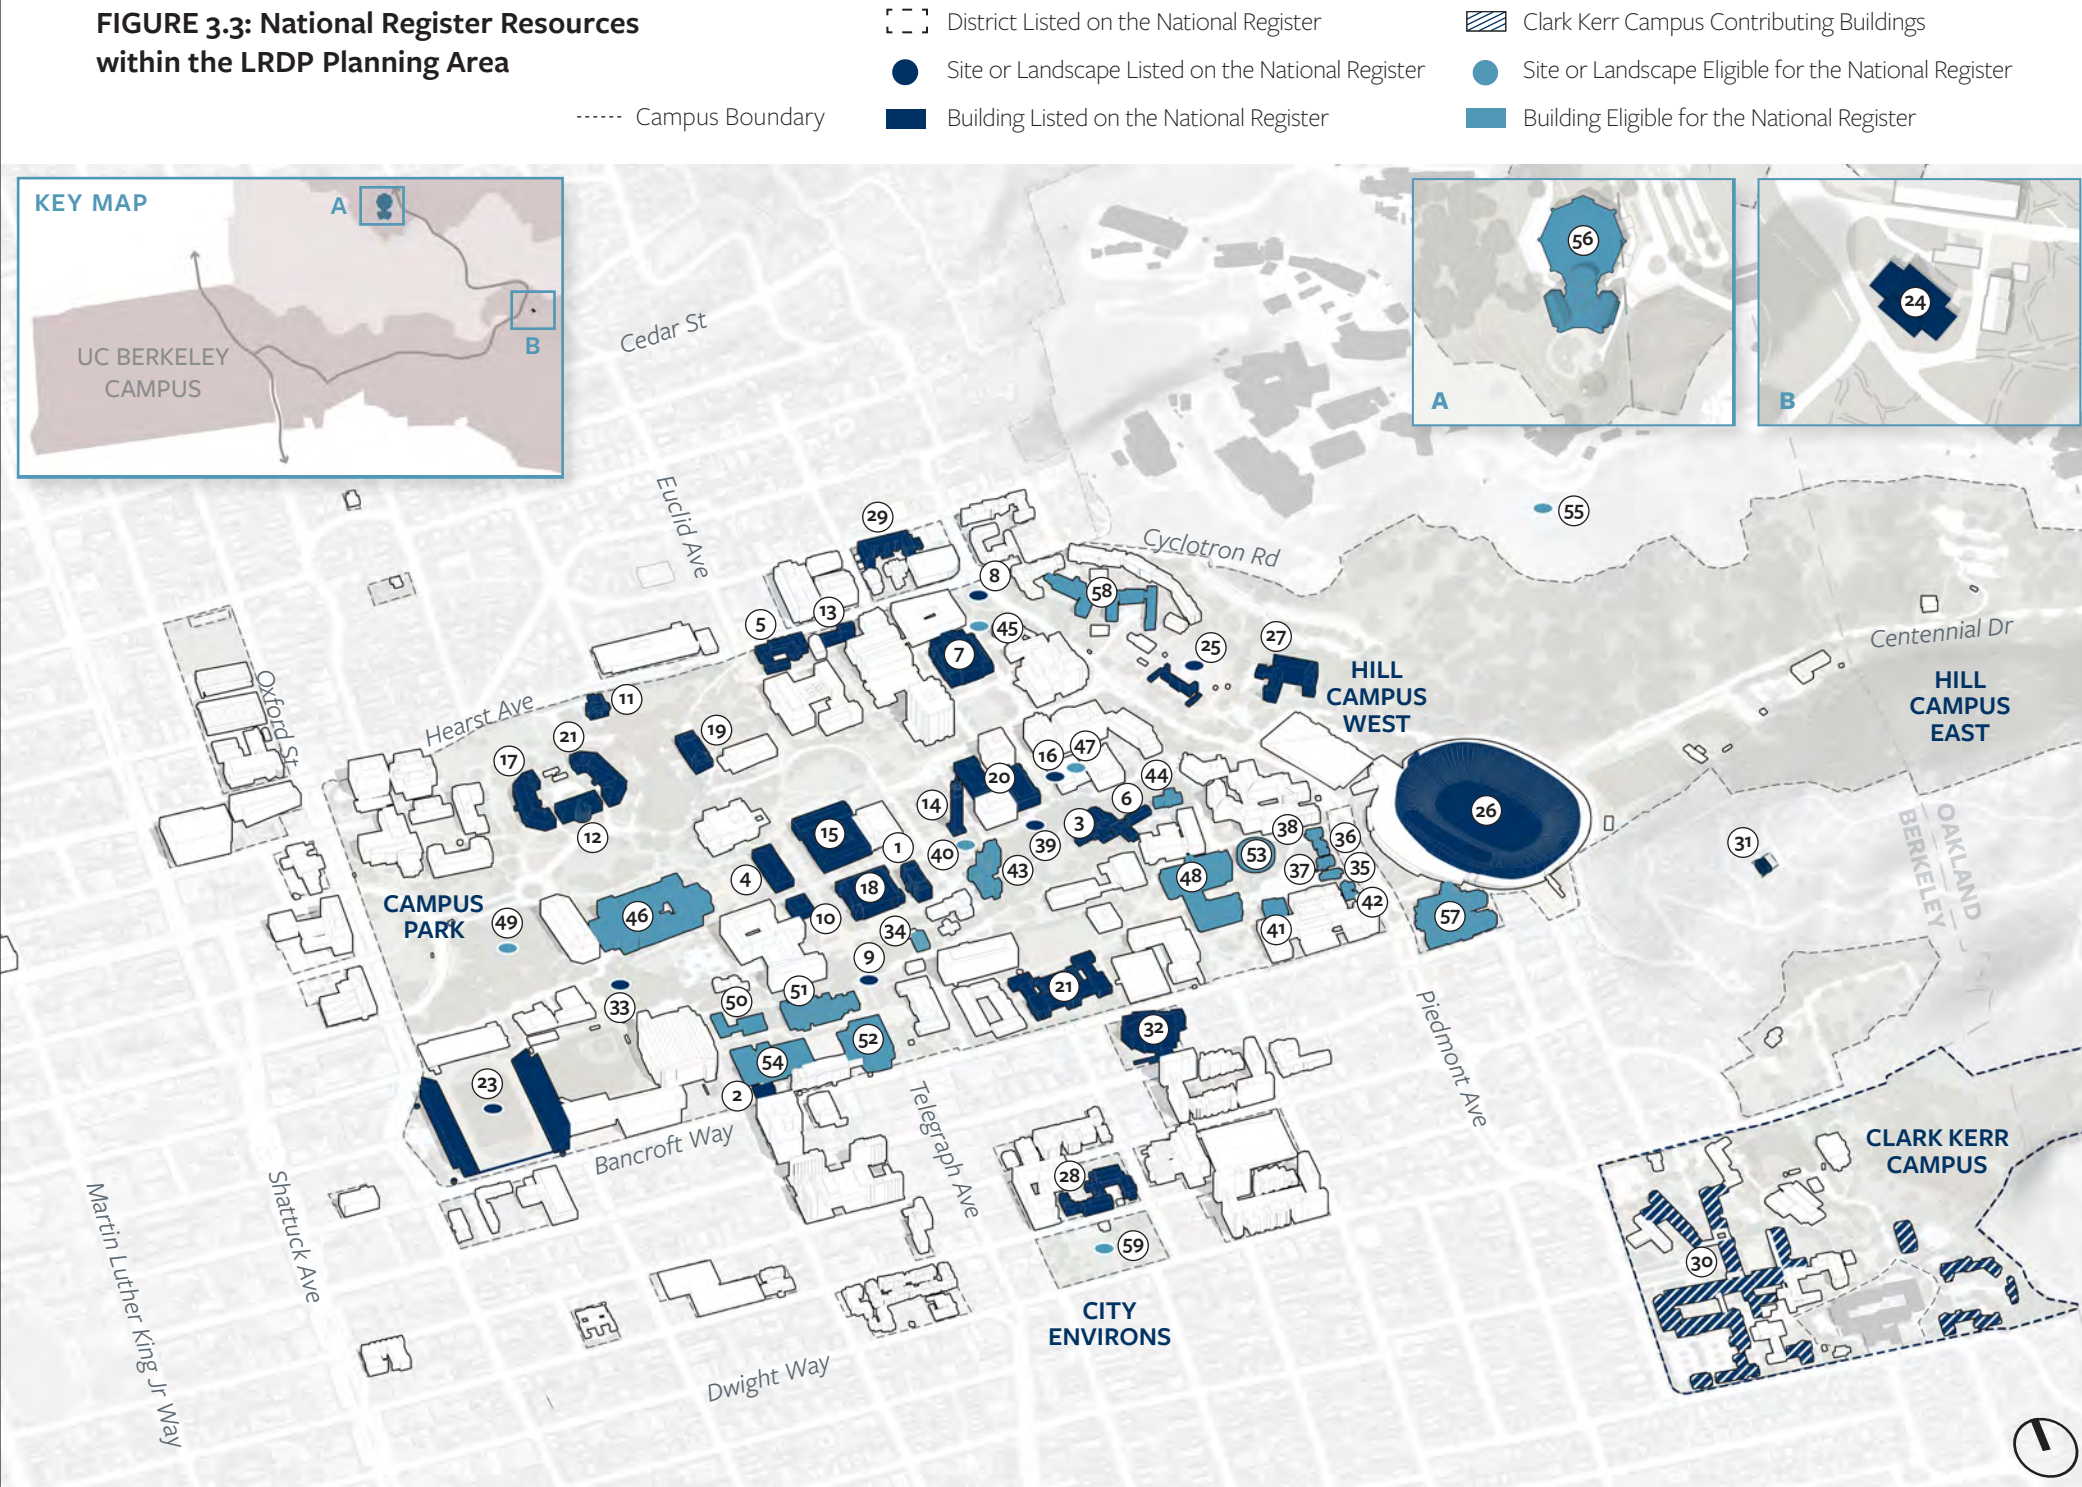 FIGURE 3.3: National Register Resources
within the LRDP Planning Area
Campus Boundary
District Listed on the National Register
Site or Landscape Listed on the National Register
Building Listed on the National Register
Clark Kerr Campus Contributing Buildings
Site or Landscape Eligible for the National Register
Building Eligible for the National Register
KEY MAP
A
B
UC BERKELEY
CAMPUS
56
A
24
B
Cedar St
Euclid Ave
Cyclotron Rd
Centennial Dr
Oxford St
Hearst Ave
55
29
8
58
13
5
45
7
25
27
HILL
CAMPUS
WEST
HILL
CAMPUS
EAST
11
19
21
17
12
16
47
20
44
14
6
3
15
1
40
39
43
38
36
26
31
OAKLAND
BERKELEY
53
37
35
4
18
48
42
10
CAMPUS
PARK
49
46
34
41
57
9
33
50
51
21
52
32
54
2
23
Piedmont Ave
Telegraph Ave
Bancroft Way
28
59
CLARK KERR
CAMPUS
30
Martin Luther King Jr Way
Shattuck Ave
CITY
ENVIRONS
Dwight Way